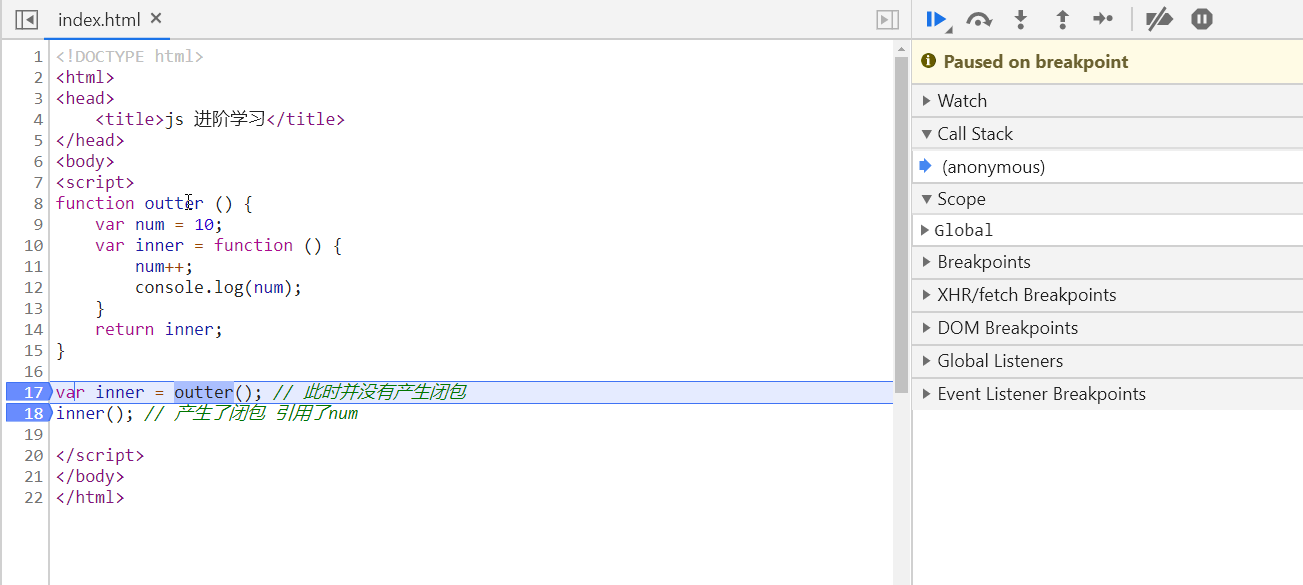 index.html ×
1 <!DOCTYPE html>
2 <html>
3 <head>
4     <title>js 进阶学习</title>
5 </head>
6 <body>
7 <script>
8 function outter () {
9     var num = 10;
10     var inner = function () {
11         num++;
12         console.log(num);
13     }
14     return inner;
15 }
16
17 var inner = outter(); // 此时并没有产生闭包
18 inner(); // 产生了闭包 引用了num
19
20 </script>
21 </body>
22 </html>
Paused on breakpoint
Watch
Call Stack
(anonymous)
Scope
Global
Breakpoints
XHR/fetch Breakpoints
DOM Breakpoints
Global Listeners
Event Listener Breakpoints